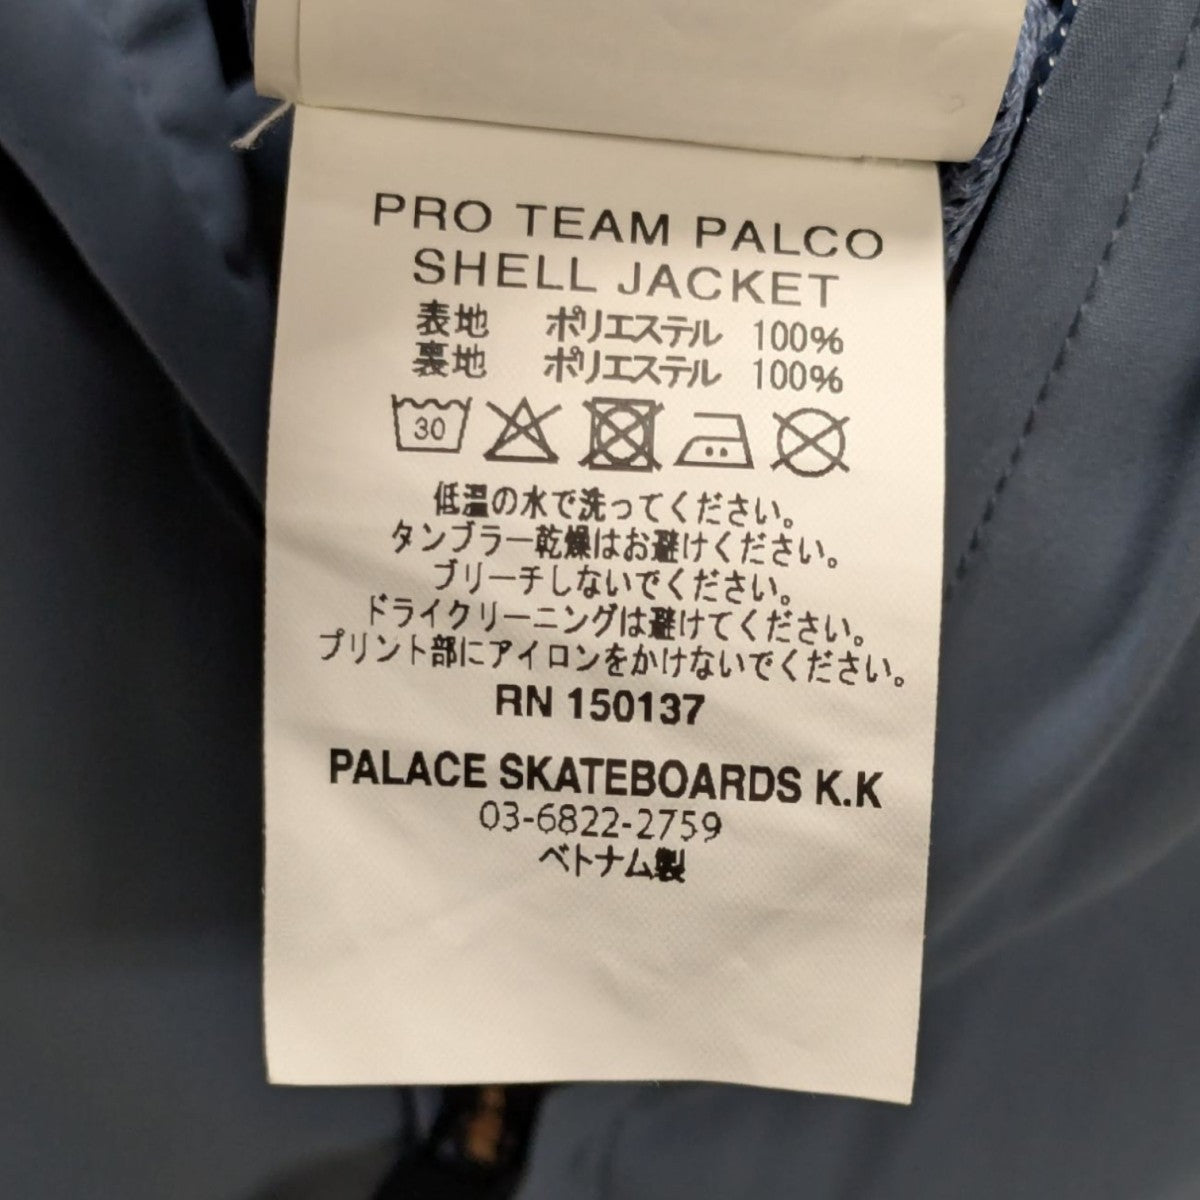 PRO TEAM PALCO
SHELL JACKET
表地 ポリエステル 100%
裏地 ポリエステル 100%
30
低温の水で洗ってください。
タンブラー乾燥はお避けください。
ブリーチしないでください。
ドライクリーニングは避けてください。
プリント部にアイロンをかけないでください。
RN 150137
PALACE SKATEBOARDS K.K
03-6822-2759
ベトナム製